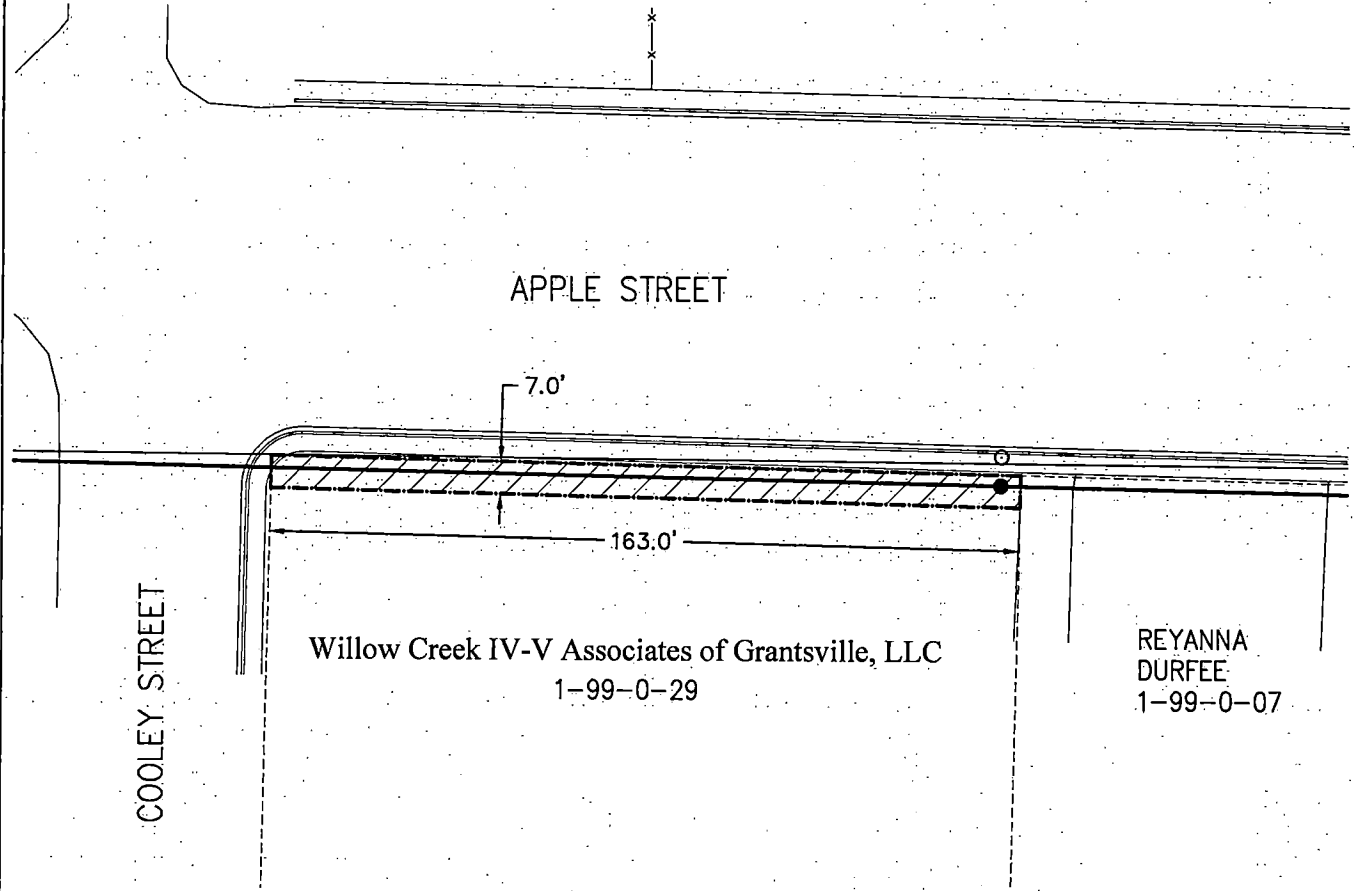 APPLE STREET
7.0'
163.0'
COOLEY STREET
Willow Creek IV-V Associates of Grantsville, LLC
1-99-0-29
REYANNA
DURFEE
1-99-0-07